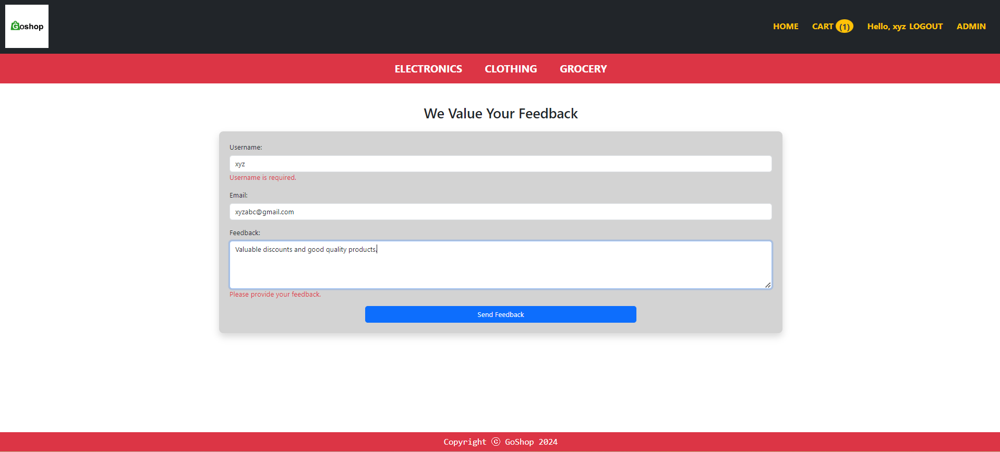 Goshop
HOME CART (1) Hello, xyz LOGOUT ADMIN
ELECTRONICS CLOTHING GROCERY
We Value Your Feedback
Username:
xyz
Username is required.
Email:
xyzabc@gmail.com
Feedback:
Valuable discounts and good quality products.
Please provide your feedback.
Send Feedback
Copyright ⓒ GoShop 2024